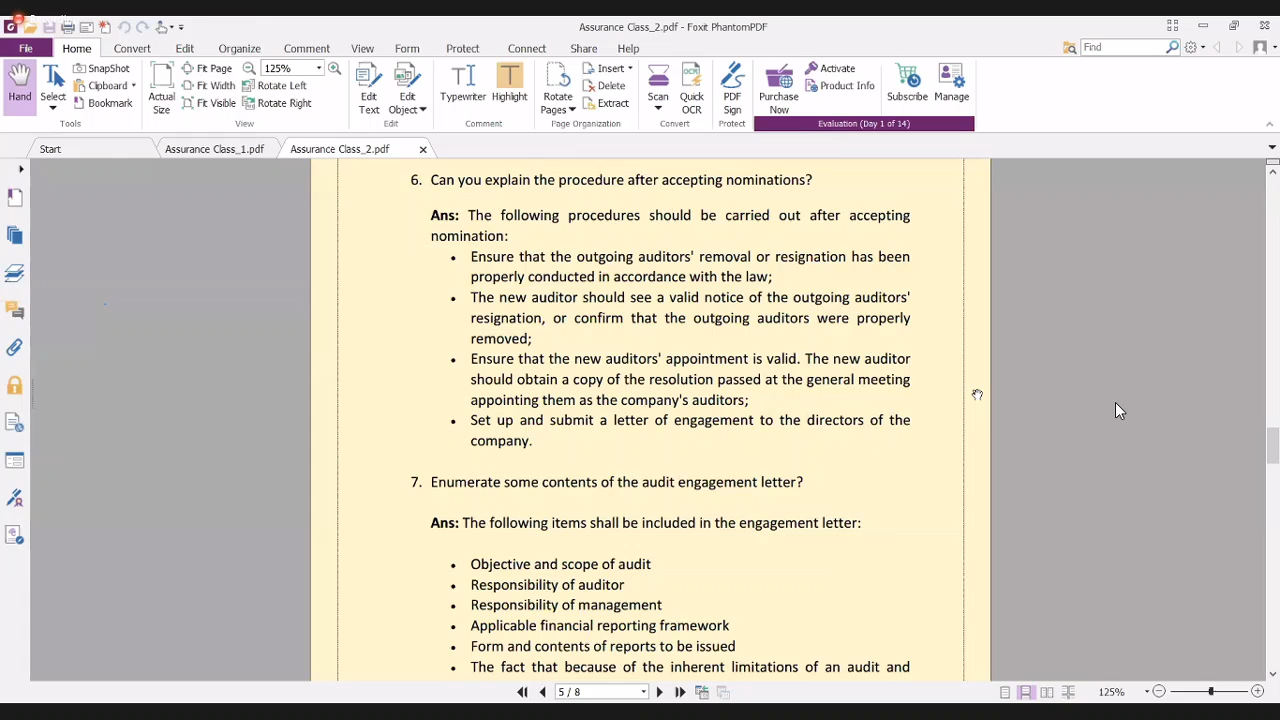 Assurance Class_2.pdf - Foxit PhantomPDF
File Home Convert Edit Organize Comment View Form Protect Connect Share Help Find
Hand
Select
SnapShot
Clipboard
Bookmark
Tools
Actual Size
Fit Page
Fit Width
Fit Visible
125%
Rotate Left
Rotate Right
View
Edit Text
Edit Object
Edit
Typewriter
Highlight
Comment
Rotate Pages
Insert
Delete
Extract
Page Organization
Scan
Quick OCR
Convert
PDF Sign
Protect
Purchase Now
Activate
Product Info
Subscribe
Manage
Evaluation (Day 1 of 14)
Start Assurance Class_1.pdf Assurance Class_2.pdf
6. Can you explain the procedure after accepting nominations?
Ans: The following procedures should be carried out after accepting
nomination:
• Ensure that the outgoing auditors' removal or resignation has been
properly conducted in accordance with the law;
• The new auditor should see a valid notice of the outgoing auditors'
resignation, or confirm that the outgoing auditors were properly
removed;
• Ensure that the new auditors' appointment is valid. The new auditor
should obtain a copy of the resolution passed at the general meeting
appointing them as the company's auditors;
• Set up and submit a letter of engagement to the directors of the
company.
7. Enumerate some contents of the audit engagement letter?
Ans: The following items shall be included in the engagement letter:
• Objective and scope of audit
• Responsibility of auditor
• Responsibility of management
• Applicable financial reporting framework
• Form and contents of reports to be issued
• The fact that because of the inherent limitations of an audit and
5 / 8
125%